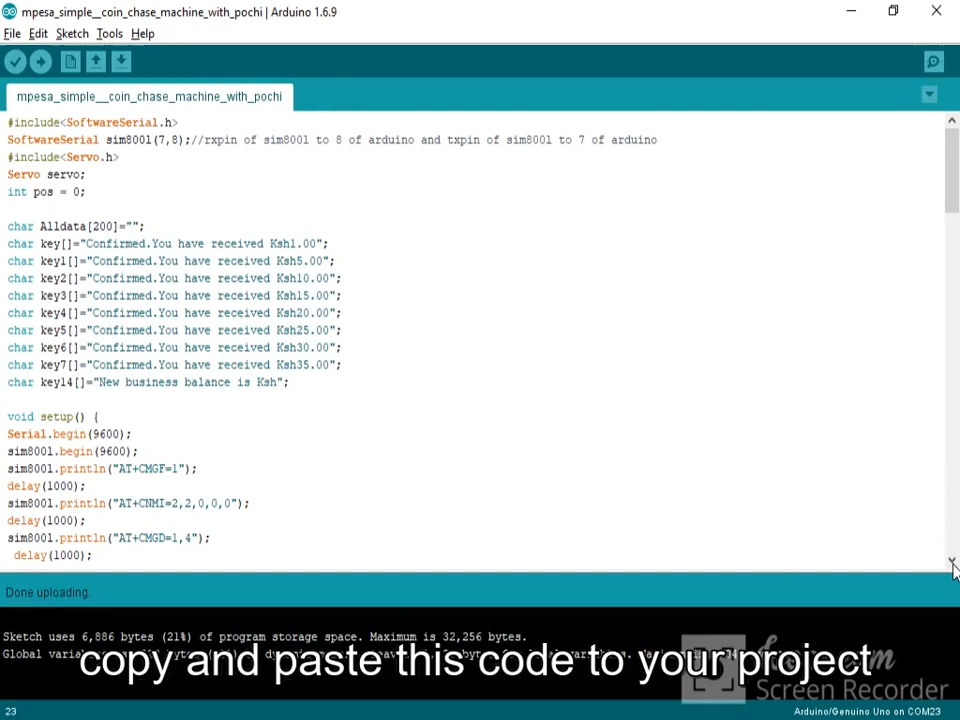 mpesa_simple__coin_chase_machine_with_pochi | Arduino 1.6.9
File Edit Sketch Tools Help
mpesa_simple__coin_chase_machine_with_pochi
#include<SoftwareSerial.h>
SoftwareSerial sim800l(7,8);//rxpin of sim800l to 8 of arduino and txpin of sim800l to 7 of arduino
#include<Servo.h>
Servo servo;
int pos = 0;
char Alldata[200]="";
char key[]="Confirmed.You have received Ksh1.00";
char key1[]="Confirmed.You have received Ksh5.00";
char key2[]="Confirmed.You have received Ksh10.00";
char key3[]="Confirmed.You have received Ksh15.00";
char key4[]="Confirmed.You have received Ksh20.00";
char key5[]="Confirmed.You have received Ksh25.00";
char key6[]="Confirmed.You have received Ksh30.00";
char key7[]="Confirmed.You have received Ksh35.00";
char key14[]="New business balance is Ksh";
void setup() {
Serial.begin(9600);
sim800l.begin(9600);
sim800l.println("AT+CMGF=1");
delay(1000);
sim800l.println("AT+CNMI=2,2,0,0,0");
delay(1000);
sim800l.println("AT+CMGD=1,4");
delay(1000);
Done uploading.
Sketch uses 6,886 bytes (21%) of program storage space. Maximum is 32,256 bytes.
Global
copy and paste this code to your project
Screen Recorder
23 Arduino/Genuino Uno on COM23